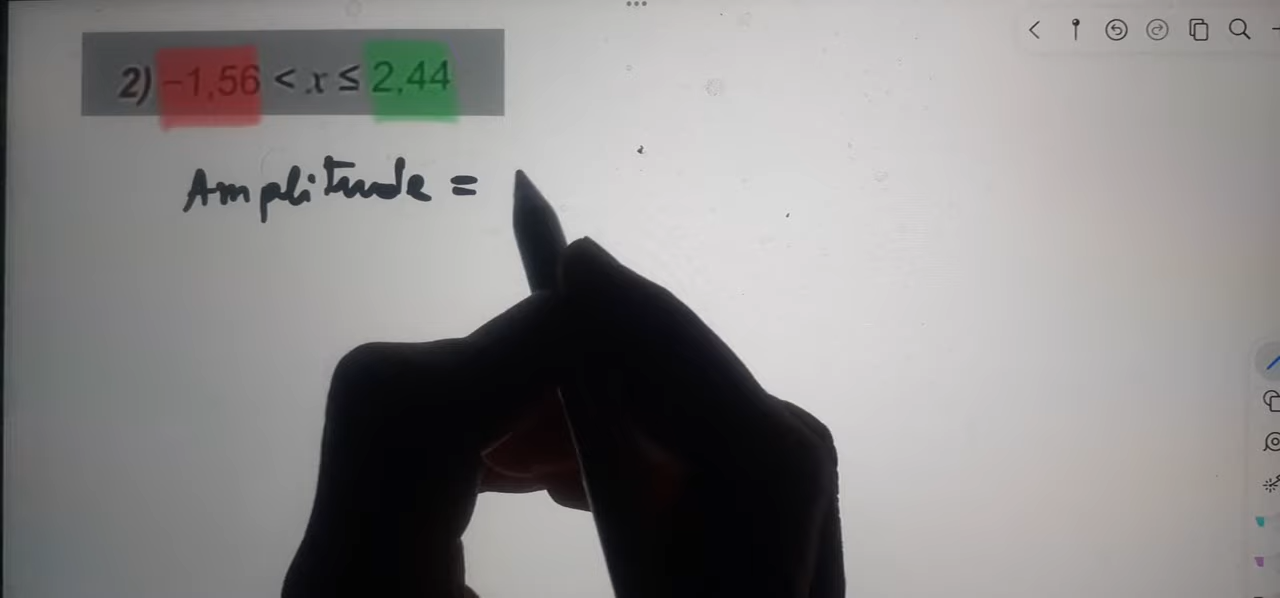 2) −1,56 < x ≤ 2,44
Amplitude =